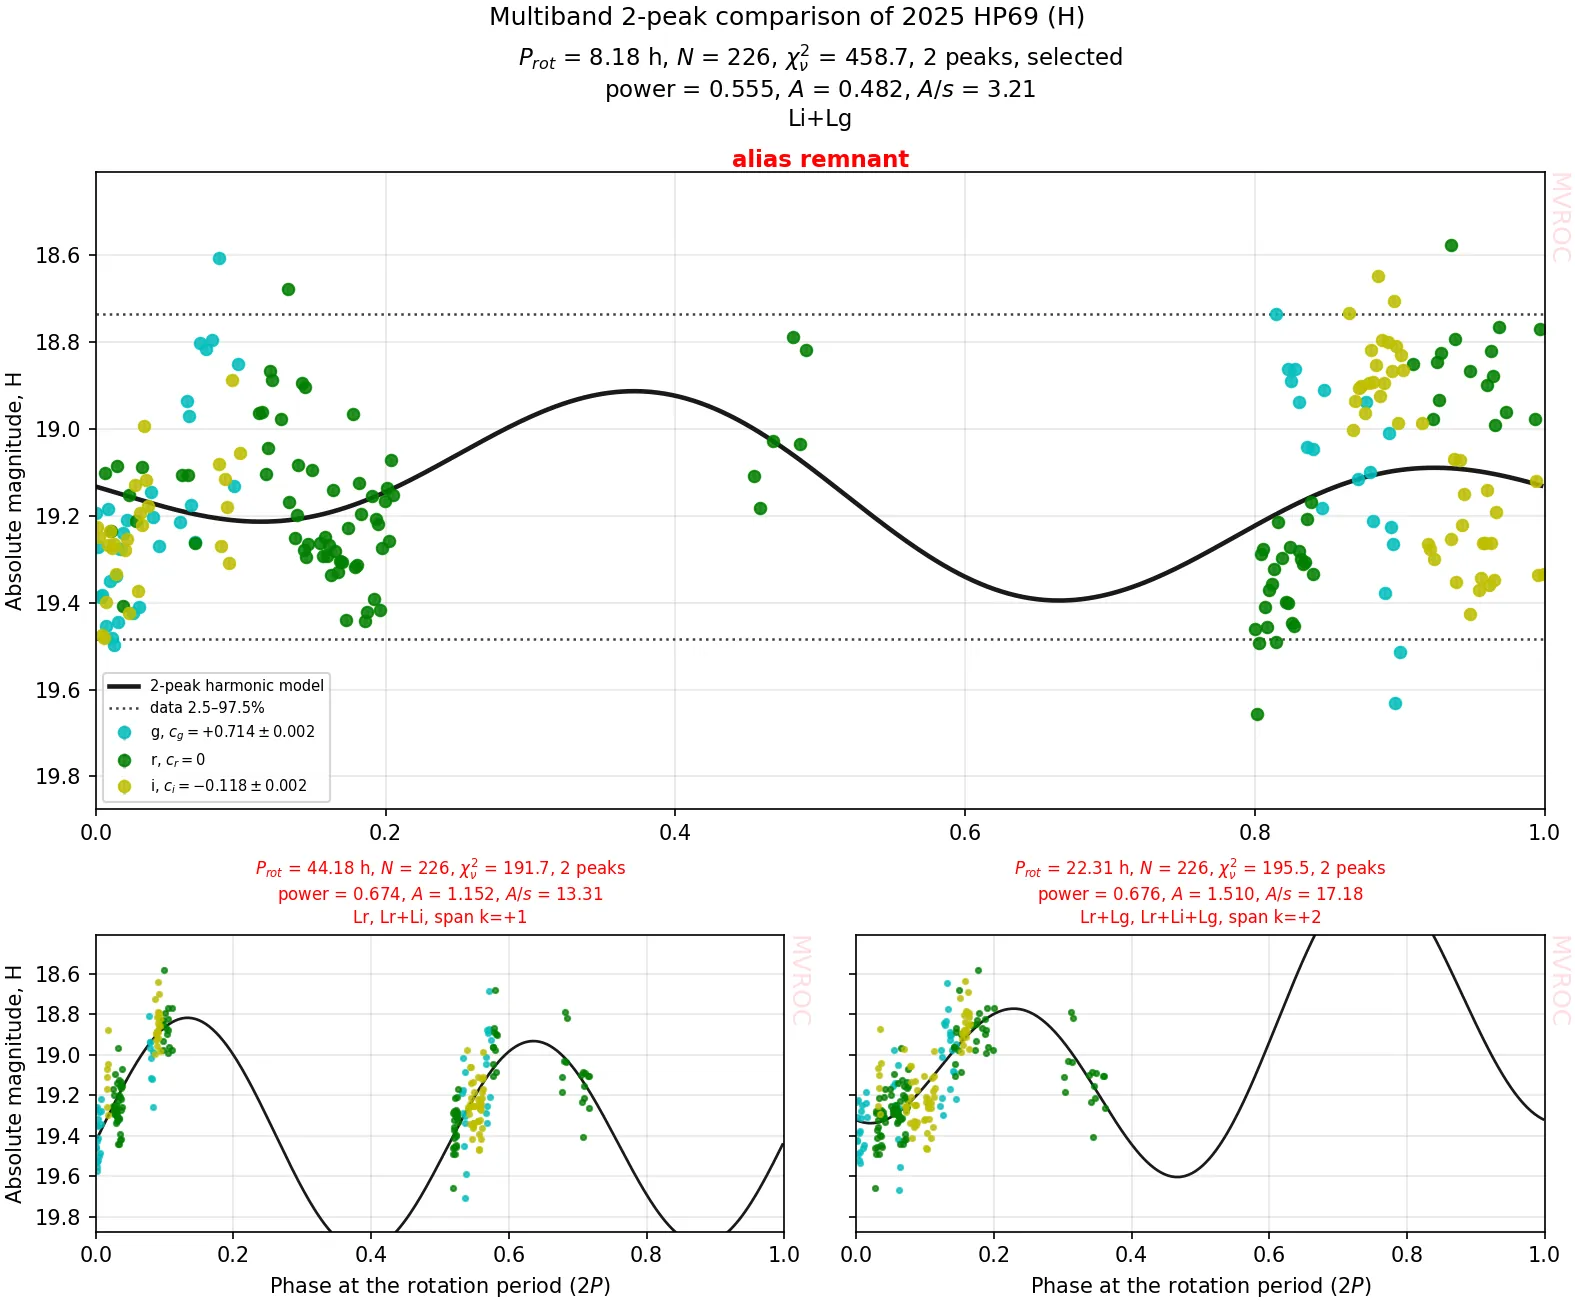 Multiband 2-peak comparison of 2025 HP69 (H)
P_rot = 8.18 h, N = 226, χ²_ν = 458.7, 2 peaks, selected
power = 0.555, A = 0.482, A/s = 3.21
Li+Lg
alias remnant
MVROC
Absolute magnitude, H
18.6
18.8
19.0
19.2
19.4
19.6
19.8
2-peak harmonic model
data 2.5–97.5%
g, c_g = +0.714 ± 0.002
r, c_r = 0
i, c_i = −0.118 ± 0.002
0.0 0.2 0.4 0.6 0.8 1.0
P_rot = 44.18 h, N = 226, χ²_ν = 191.7, 2 peaks
power = 0.674, A = 1.152, A/s = 13.31
Lr, Lr+Li, span k=+1
MVROC
Absolute magnitude, H
18.6
18.8
19.0
19.2
19.4
19.6
19.8
0.0 0.2 0.4 0.6 0.8 1.0
Phase at the rotation period (2P)
P_rot = 22.31 h, N = 226, χ²_ν = 195.5, 2 peaks
power = 0.676, A = 1.510, A/s = 17.18
Lr+Lg, Lr+Li+Lg, span k=+2
MVROC
0.0 0.2 0.4 0.6 0.8 1.0
Phase at the rotation period (2P)